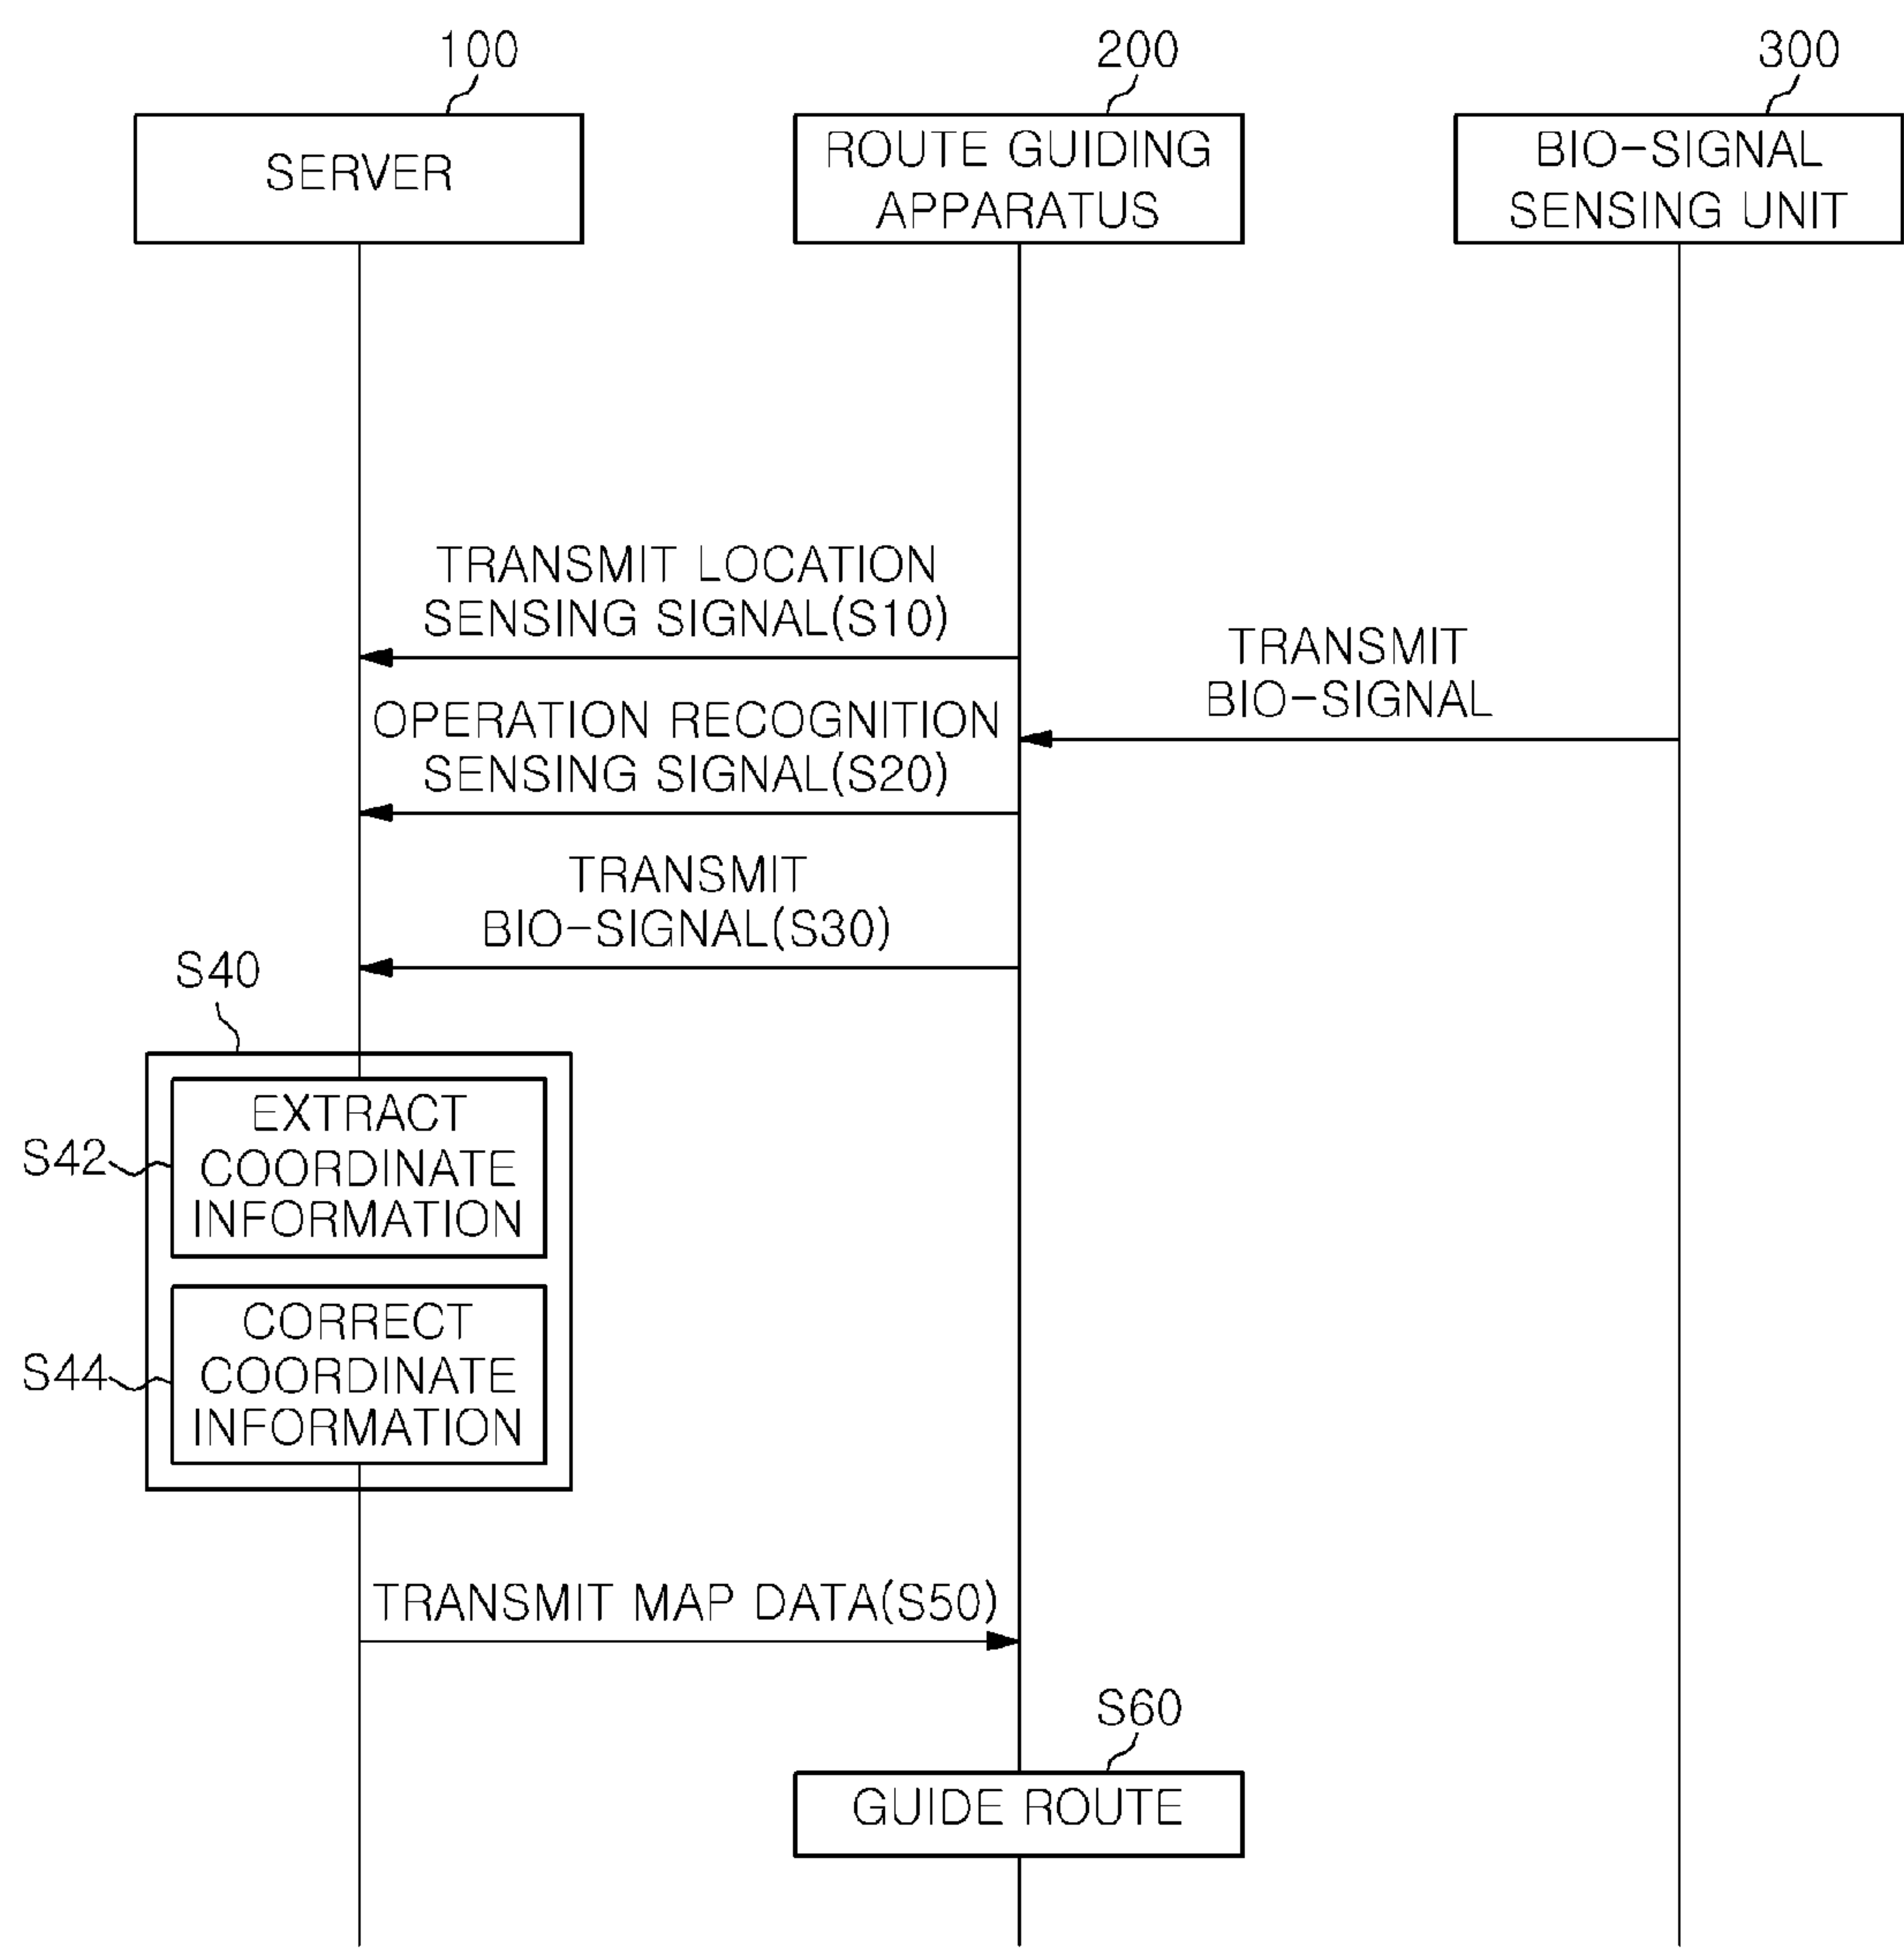 100
200
300
SERVER
ROUTE GUIDING
APPARATUS
BIO-SIGNAL
SENSING UNIT
TRANSMIT LOCATION
SENSING SIGNAL(S10)
TRANSMIT
BIO-SIGNAL
OPERATION RECOGNITION
SENSING SIGNAL(S20)
TRANSMIT
BIO-SIGNAL(S30)
S40
S42
EXTRACT
COORDINATE
INFORMATION
S44
CORRECT
COORDINATE
INFORMATION
TRANSMIT MAP DATA(S50)
S60
GUIDE ROUTE